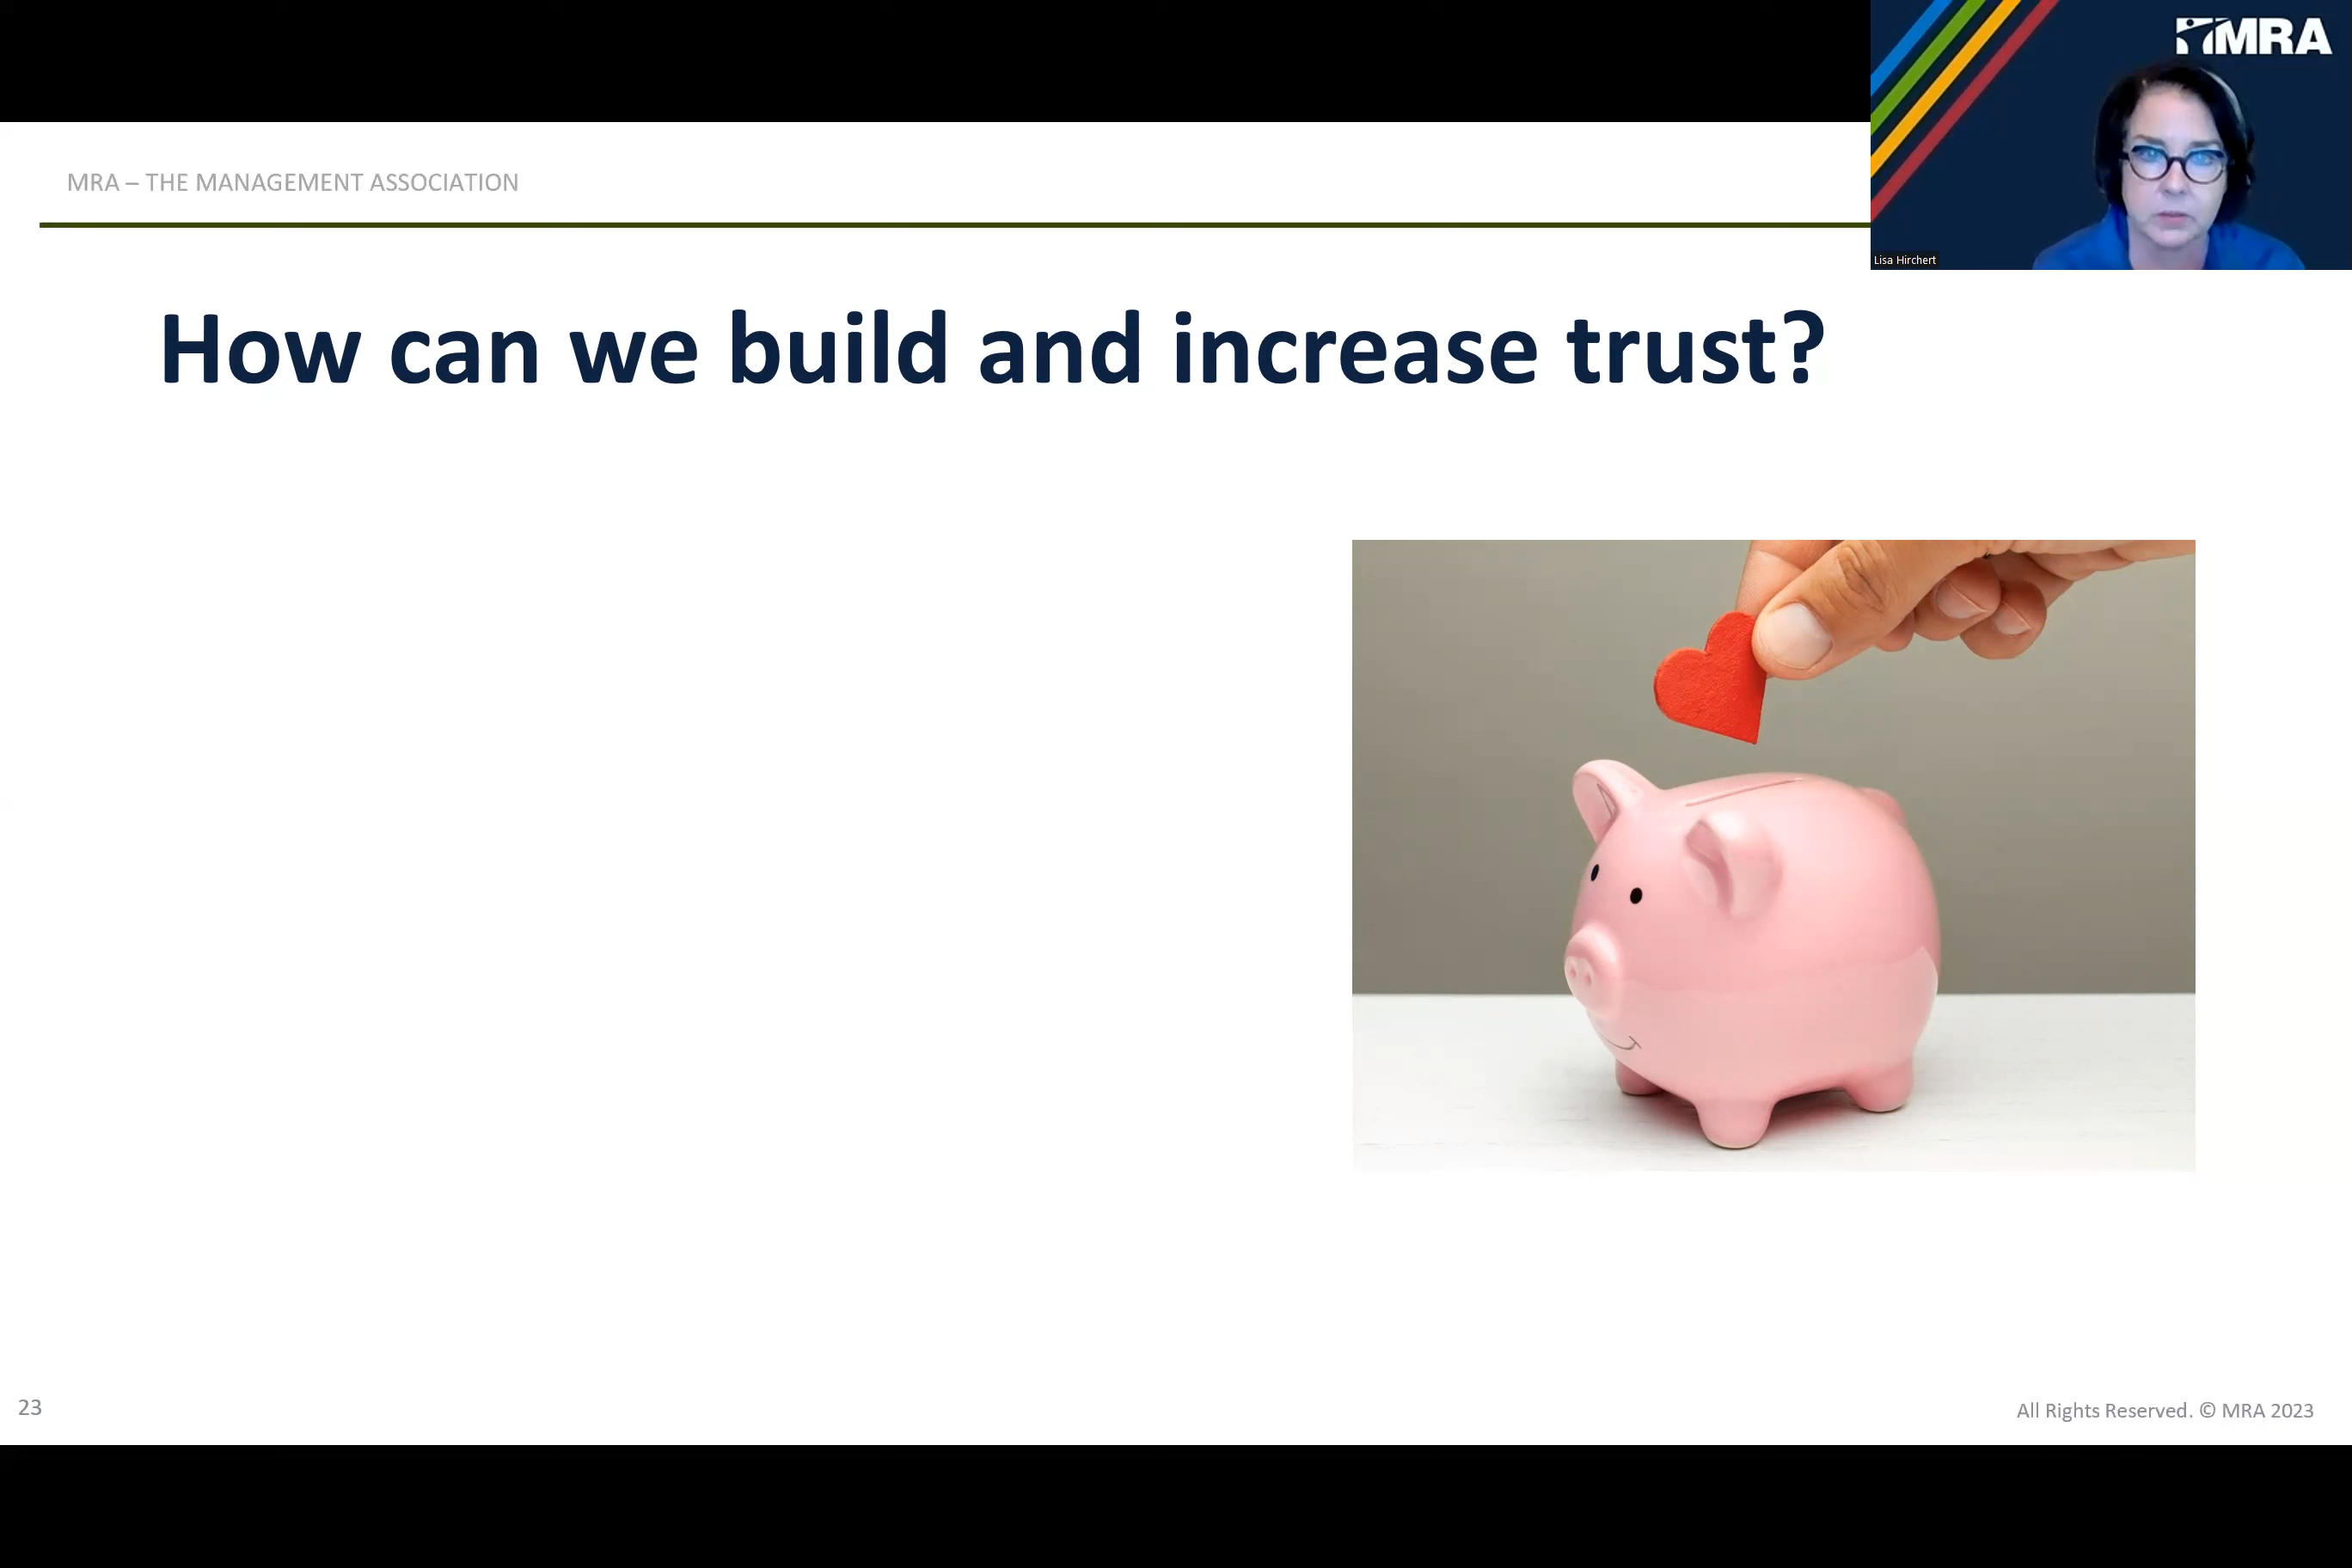 MRA
MRA – THE MANAGEMENT ASSOCIATION
Lisa Hirchert
How can we build and increase trust?
23
All Rights Reserved. © MRA 2023